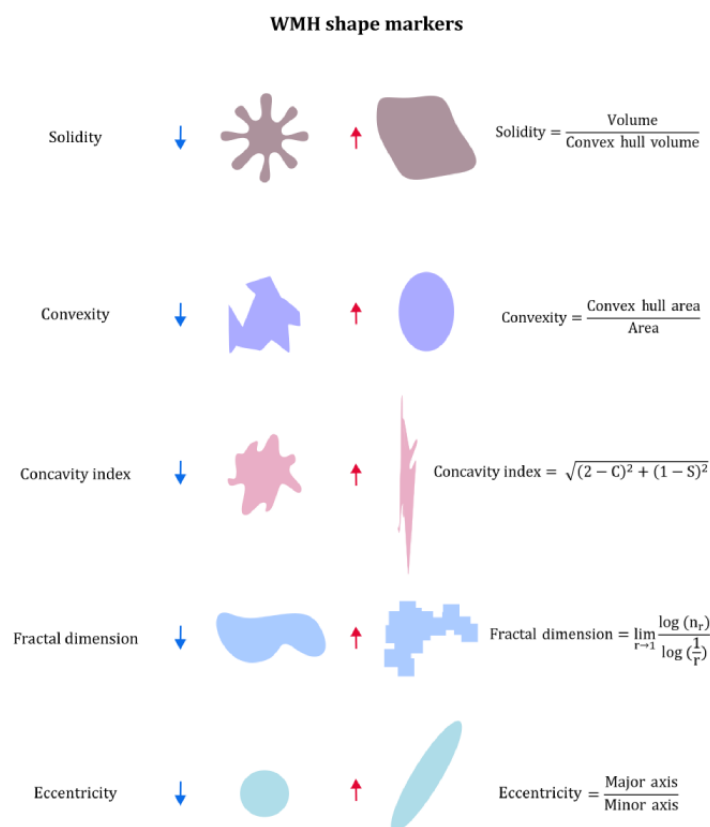 WMH shape markers
Solidity ↓ ↑ Solidity = Volume / Convex hull volume
Convexity ↓ ↑ Convexity = Convex hull area / Area
Concavity index ↓ ↑ Concavity index = √((2 − C)² + (1 − S)²)
Fractal dimension ↓ ↑ Fractal dimension = lim r→1 log (nᵣ) / log (1/r)
Eccentricity ↓ ↑ Eccentricity = Major axis / Minor axis